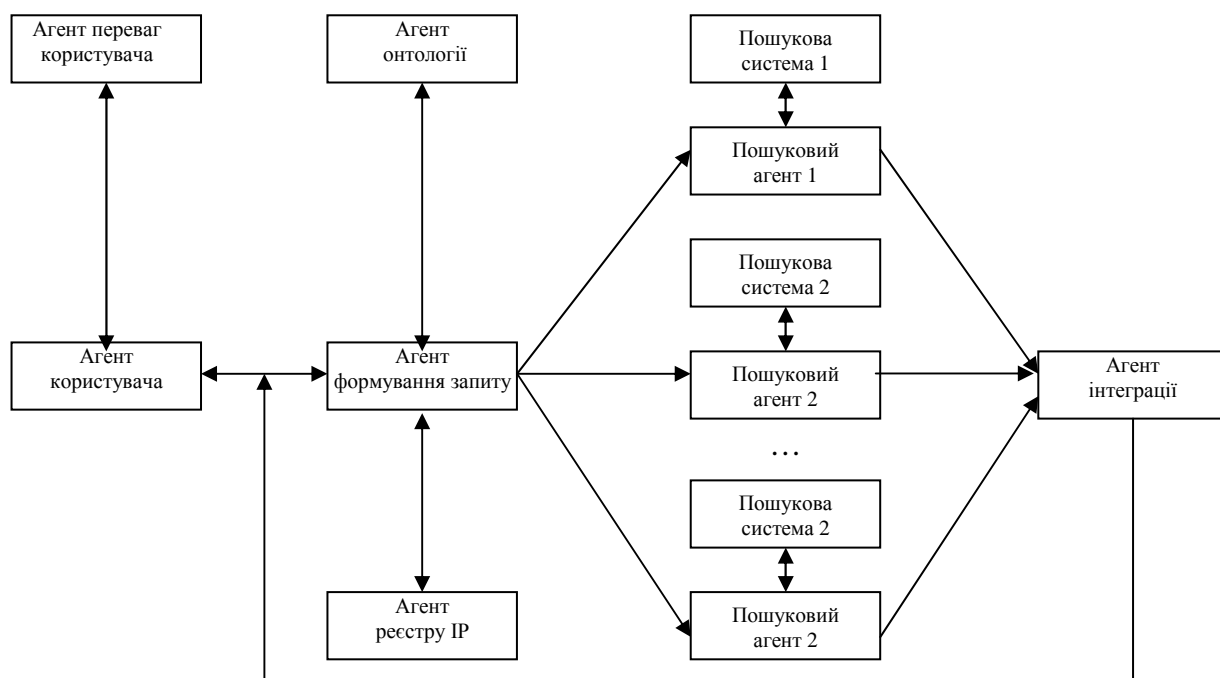 Агент переваг
користувача
Агент
онтології
Пошукова
система 1
Пошуковий
агент 1
Пошукова
система 2
Агент
користувача
Агент
формування запиту
Пошуковий
агент 2
Агент
інтеграції
...
Пошукова
система 2
Агент
реєстру ІР
Пошуковий
агент 2